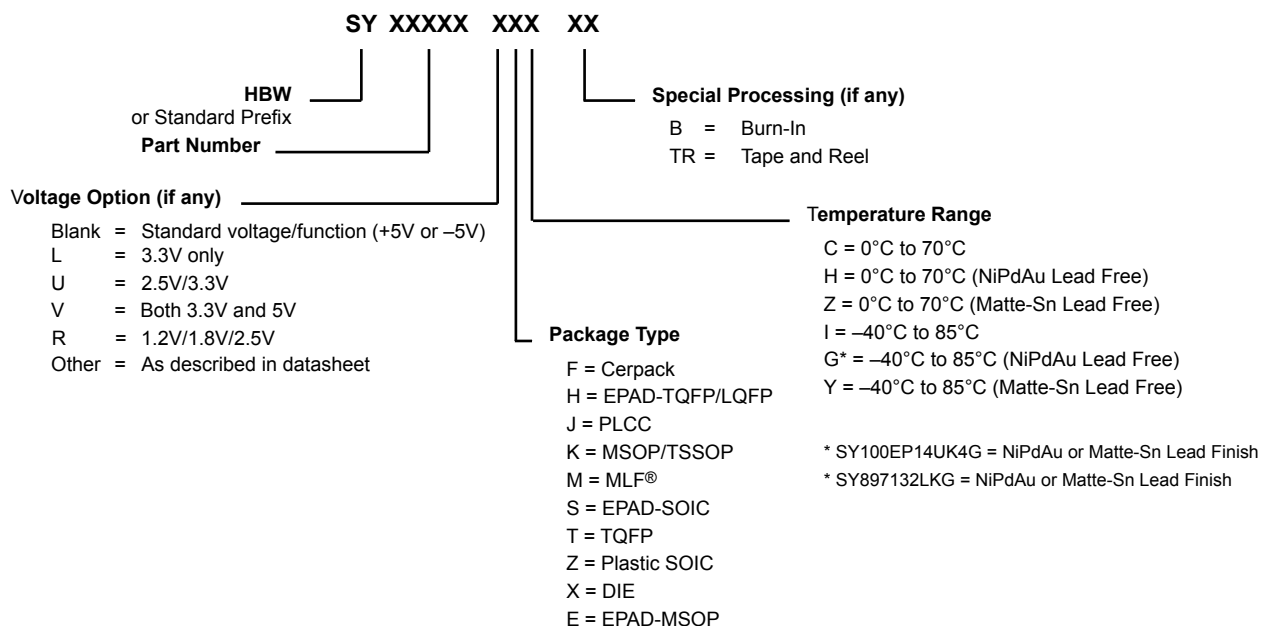 SY XXXXX XXX XX
HBW
or Standard Prefix
Part Number
Voltage Option (if any)
Blank = Standard voltage/function (+5V or –5V)
L = 3.3V only
U = 2.5V/3.3V
V = Both 3.3V and 5V
R = 1.2V/1.8V/2.5V
Other = As described in datasheet
Package Type
F = Cerpack
H = EPAD-TQFP/LQFP
J = PLCC
K = MSOP/TSSOP
M = MLF®
S = EPAD-SOIC
T = TQFP
Z = Plastic SOIC
X = DIE
E = EPAD-MSOP
Special Processing (if any)
B = Burn-In
TR = Tape and Reel
Temperature Range
C = 0°C to 70°C
H = 0°C to 70°C (NiPdAu Lead Free)
Z = 0°C to 70°C (Matte-Sn Lead Free)
I = –40°C to 85°C
G* = –40°C to 85°C (NiPdAu Lead Free)
Y = –40°C to 85°C (Matte-Sn Lead Free)
* SY100EP14UK4G = NiPdAu or Matte-Sn Lead Finish
* SY897132LKG = NiPdAu or Matte-Sn Lead Finish